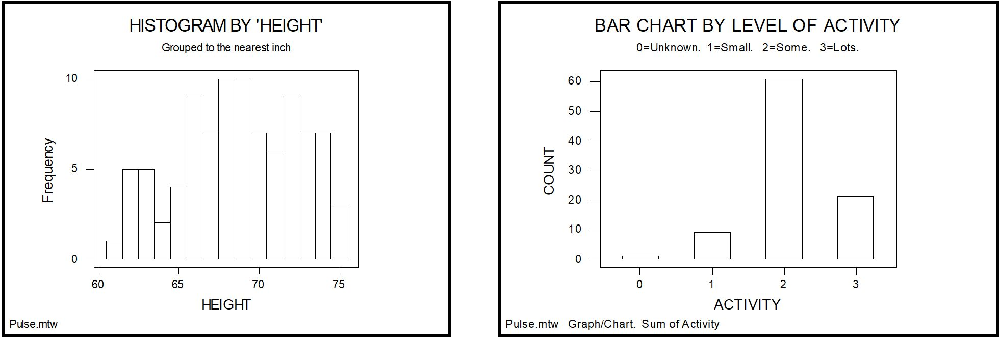 HISTOGRAM BY 'HEIGHT'
Grouped to the nearest inch
10
5
0
Frequency
60 65 70 75
HEIGHT
Pulse.mtw
BAR CHART BY LEVEL OF ACTIVITY
0=Unknown. 1=Small. 2=Some. 3=Lots.
60
50
40
30
20
10
0
COUNT
0 1 2 3
ACTIVITY
Pulse.mtw Graph/Chart. Sum of Activity